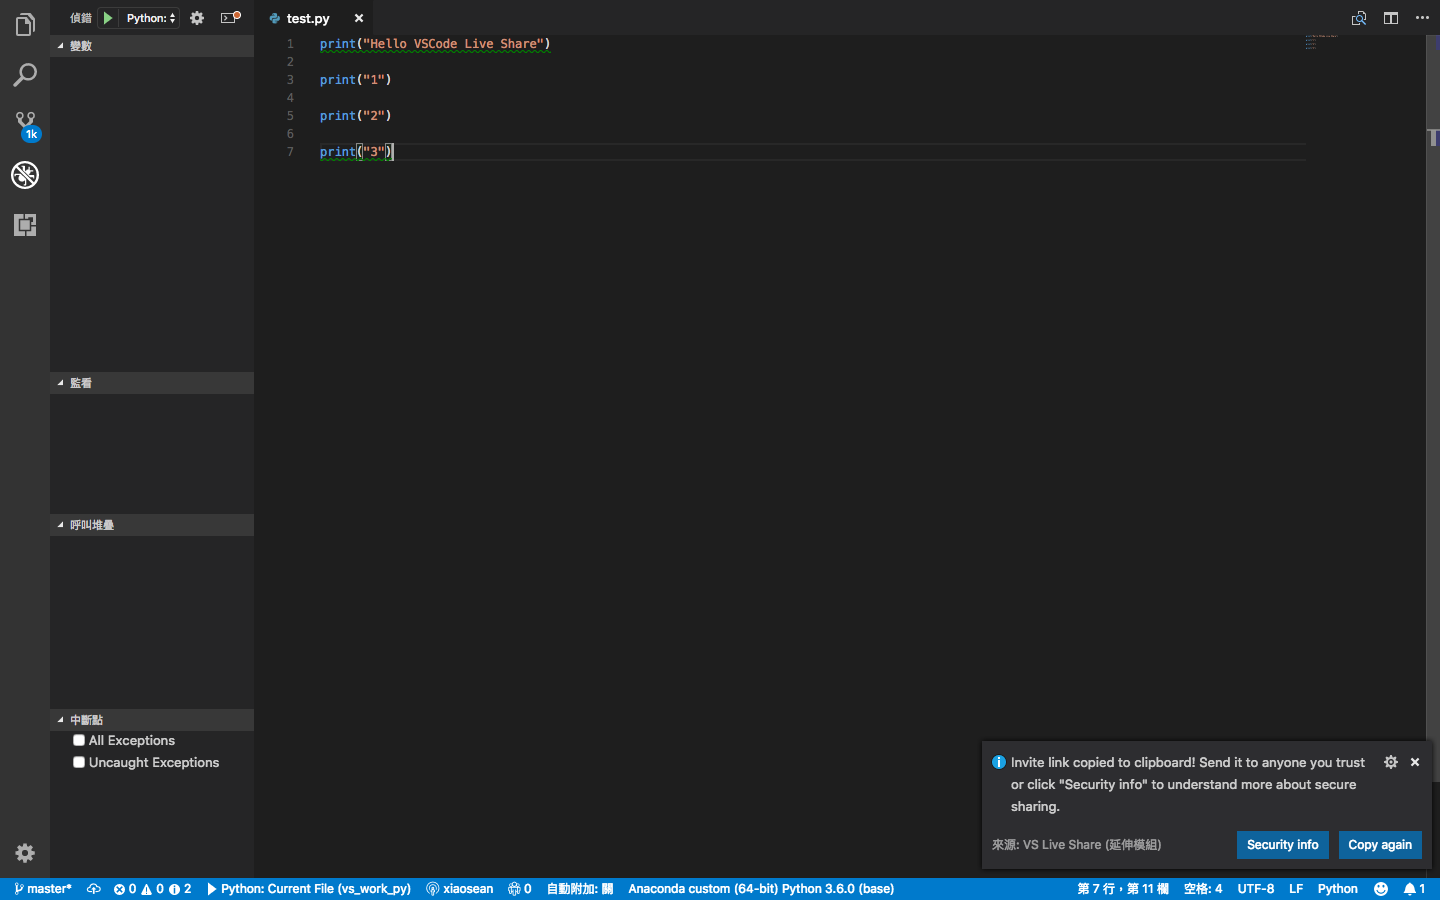 偵錯 Python:
test.py
變數
1 print("Hello VSCode Live Share")
2
3 print("1")
4
5 print("2")
6
7 print("3")
1k
監看
呼叫堆疊
中斷點
All Exceptions
Uncaught Exceptions
Invite link copied to clipboard! Send it to anyone you trust
or click "Security info" to understand more about secure
sharing.
來源: VS Live Share (延伸模組)
Security info
Copy again
master* 0 0 2 Python: Current File (vs_work_py) xiaosean 0 自動附加: 關 Anaconda custom (64-bit) Python 3.6.0 (base) 第 7 行，第 11 欄 空格: 4 UTF-8 LF Python 1